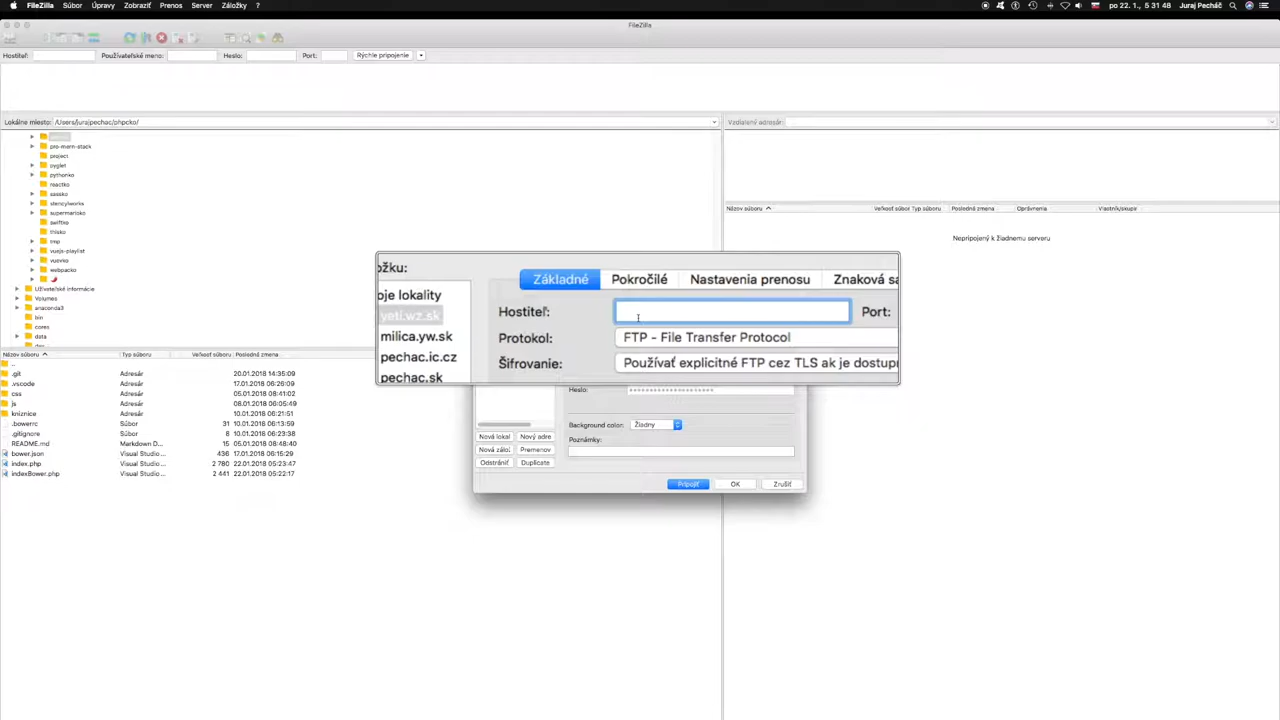 FileZilla Súbor Úpravy Zobraziť Prenos Server Záložky ? po 22. 1., 5 31 48 Juraj Pecháč
FileZilla
Hostiteľ: Používateľské meno: Heslo: Port: Rýchle pripojenie
Lokálne miesto: /Users/jurajpechac/phpcko/
Vzdialený adresár:
pro-mern-stack
project
pyglet
pythonko
reactko
sassko
stencylworks
supermariosko
swiftxo
thisko
tmp
vuejs-playlist
vuevko
webpacko
Užívateľské informácie
Volumes
anaconda3
bin
cores
data
Názov súboru Typ súboru Veľkosť súbor Posledná zmena
..
.git Adresár 20.01.2018 14:35:09
.vscode Adresár 17.01.2018 06:26:09
css Adresár 05.01.2018 08:41:02
js Adresár 08.01.2018 06:05:49
kniznice Adresár 10.01.2018 06:21:51
.bowerrc Súbor 31 10.01.2018 06:13:59
.gitignore Súbor 8 10.01.2018 06:23:38
README.md Markdown D... 15 05.01.2018 08:48:40
bower.json Visual Studio ... 436 17.01.2018 06:15:29
index.php Visual Studio ... 2 780 22.01.2018 05:23:47
indexBower.php Visual Studio ... 2 441 22.01.2018 05:22:17
Názov súboru Veľkosť súbor Typ súboru Posledná zmena Oprávnenia Vlastník/skupir
Nepripojený k žiadnemu serveru
ožku:
oje lokality
yeti.wz.sk
milica.yw.sk
pechac.ic.cz
pechac.sk
Základné Pokročilé Nastavenia prenosu Znaková sa
Hostiteľ: Port:
Protokol: FTP - File Transfer Protocol
Šifrovanie: Používať explicitné FTP cez TLS ak je dostupn
Heslo:
Background color: Žiadny
Poznámky:
Nová lokal Nový adre
Nová zálož Premenov
Odstrániť Duplicate
Pripojiť OK Zrušiť